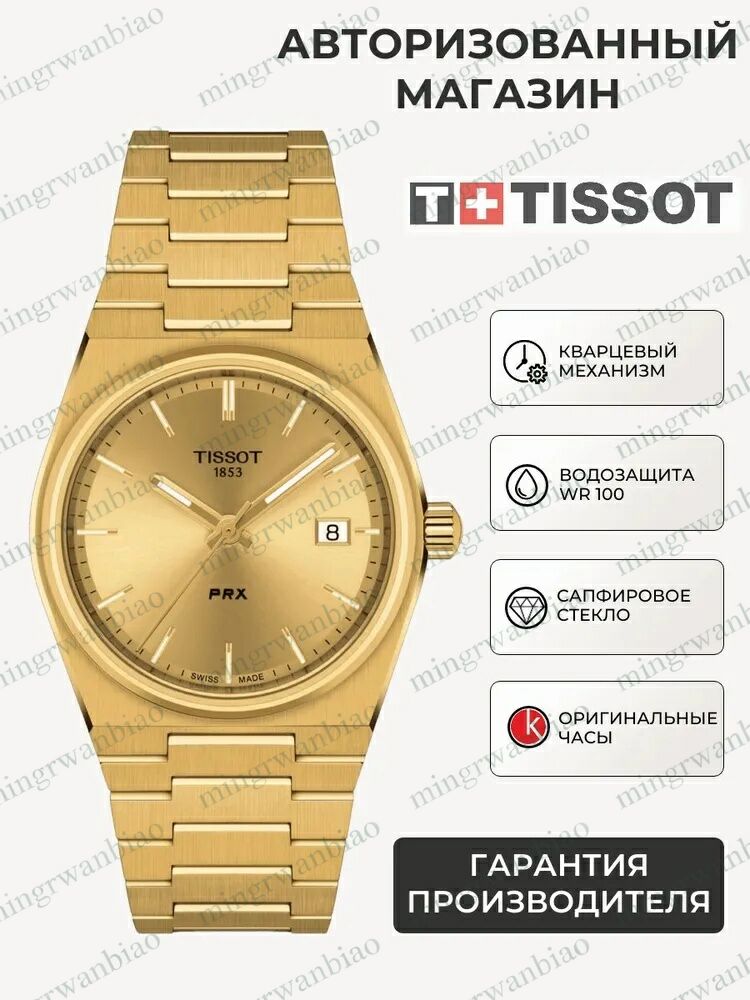 АВТОРИЗОВАННЫЙ
МАГАЗИН
T+TISSOT
КВАРЦЕВЫЙ
МЕХАНИЗМ
ВОДОЗАЩИТА
WR 100
САПФИРОВОЕ
СТЕКЛО
k
ОРИГИНАЛЬНЫЕ
ЧАСЫ
ГАРАНТИЯ
ПРОИЗВОДИТЕЛЯ
TISSOT
1853
8
PRX
SWISS MADE
mingrwanbiao